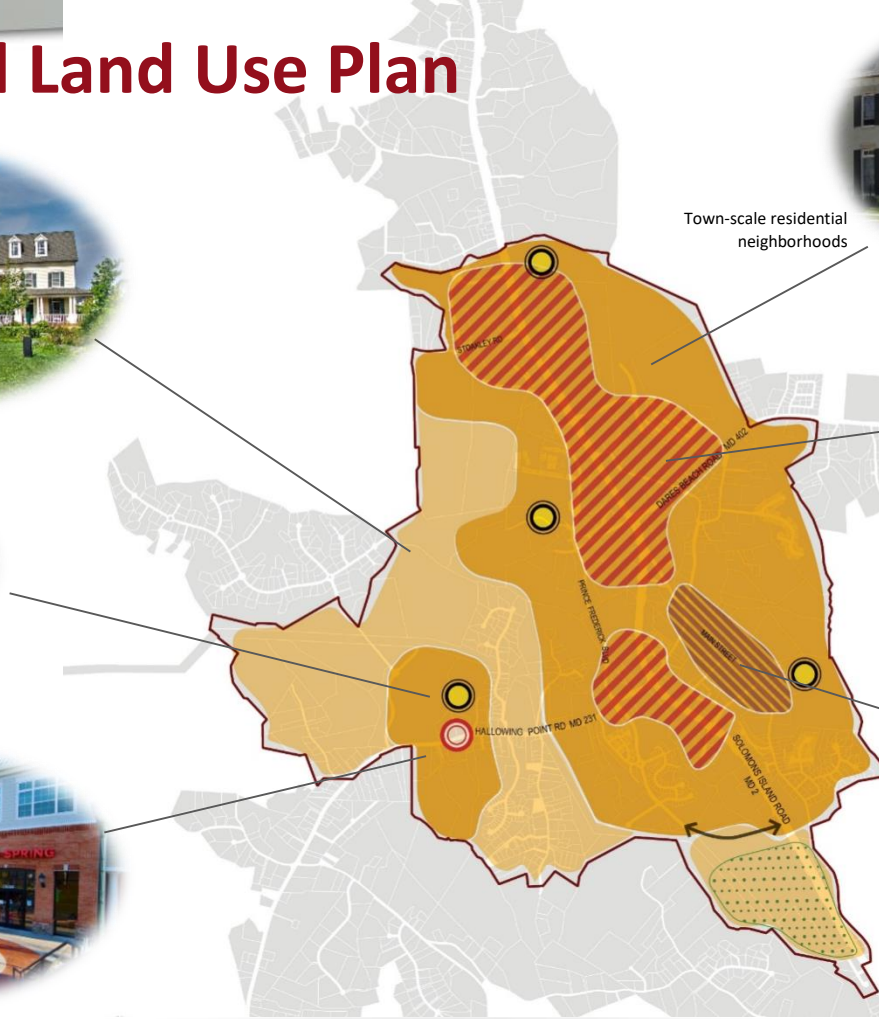 l Land Use Plan
Town-scale residential
neighborhoods
STOAKLEY RD
DARES BEACH ROAD MD 402
PRINCE FREDERICK BLVD
MAIN STREET
HALLOWING POINT RD MD 231
SOLOMONS ISLAND ROAD
MD 2
SPRING